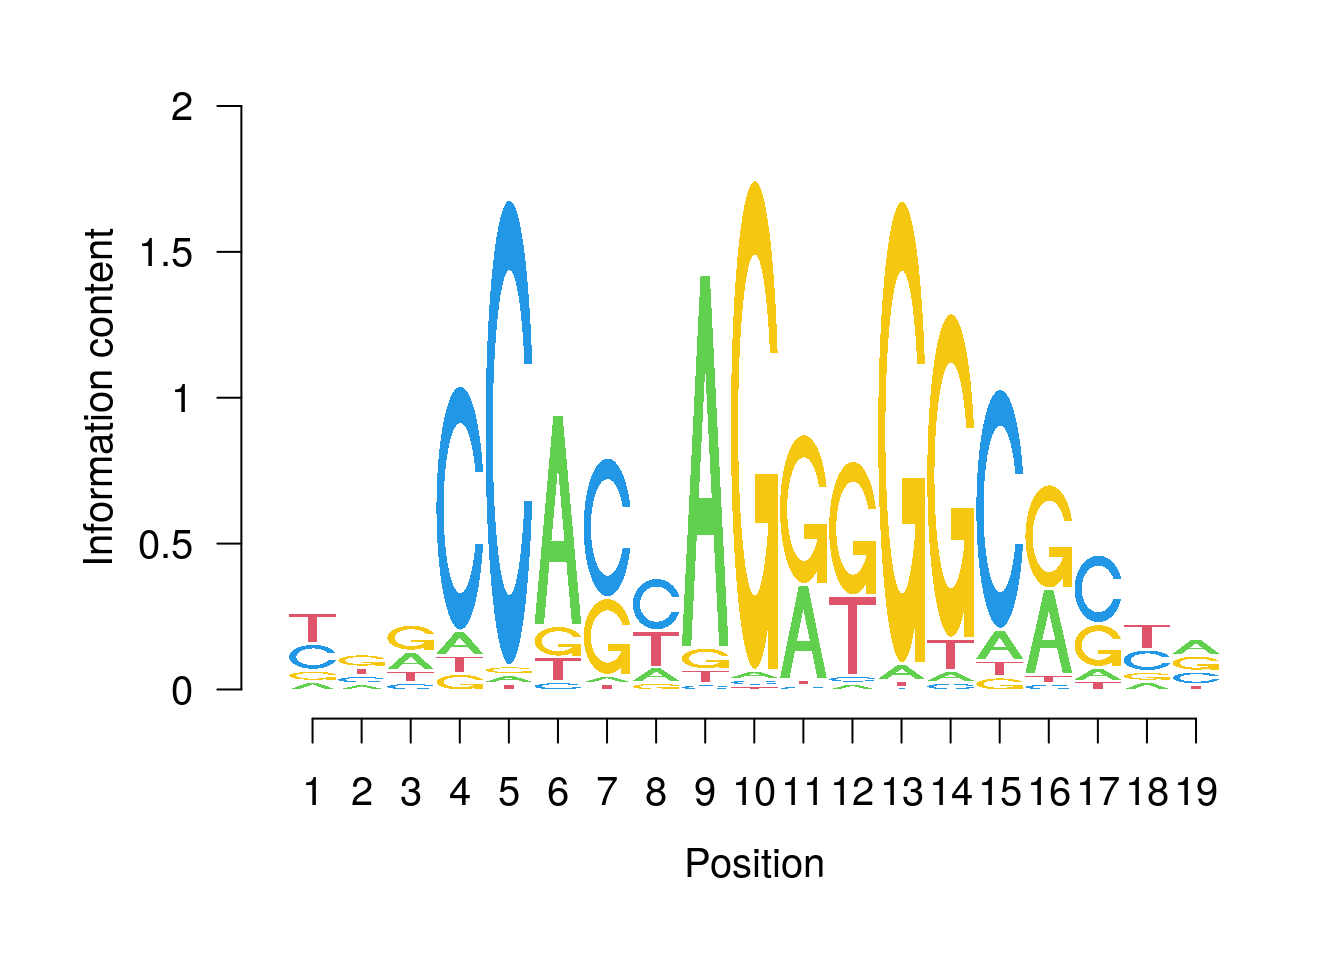 2
1.5
1
0.5
0
Information content
T C G A
G T C A
G A T C
C A T G
C G A T
A G T C
C G A T
C T A G
A G T C
G A C T
G A T C
G T C A
G A T C
G T A C
C A T G
G A T C
C G A T
T C G A
A G C T
1 2 3 4 5 6 7 8 9 10 11 12 13 14 15 16 17 18 19
Position